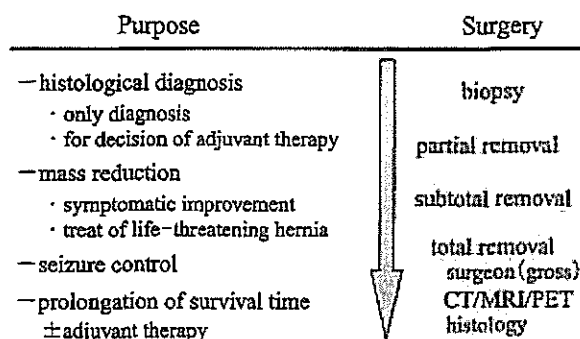 Purpose
Surgery
—histological diagnosis
・only diagnosis
・for decision of adjuvant therapy
—mass reduction
・symptomatic improvement
・treat of life-threatening hernia
—seizure control
—prolongation of survival time
±adjuvant therapy
biopsy
partial removal
subtotal removal
total removal
surgeon(gross)
CT/MRI/PET
histology